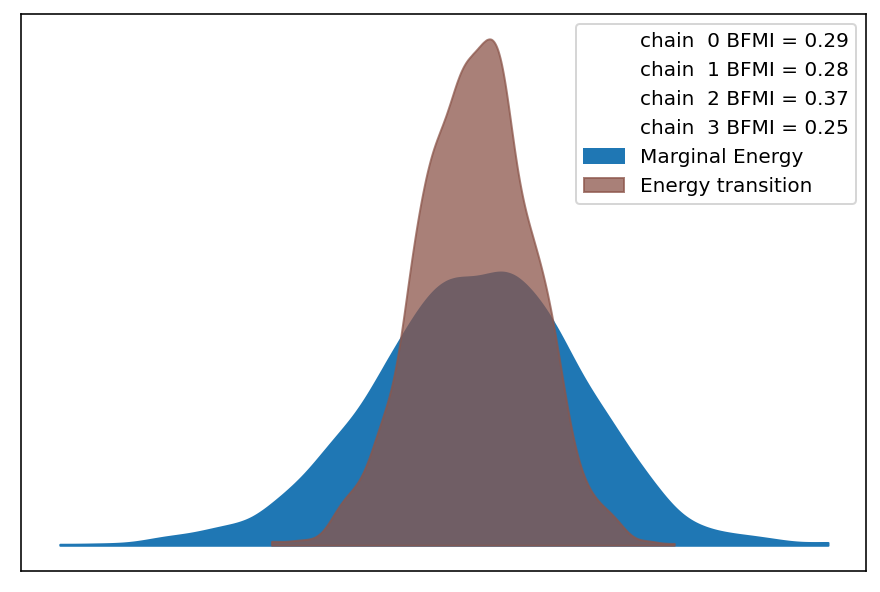 chain  0 BFMI = 0.29
chain  1 BFMI = 0.28
chain  2 BFMI = 0.37
chain  3 BFMI = 0.25
Marginal Energy
Energy transition